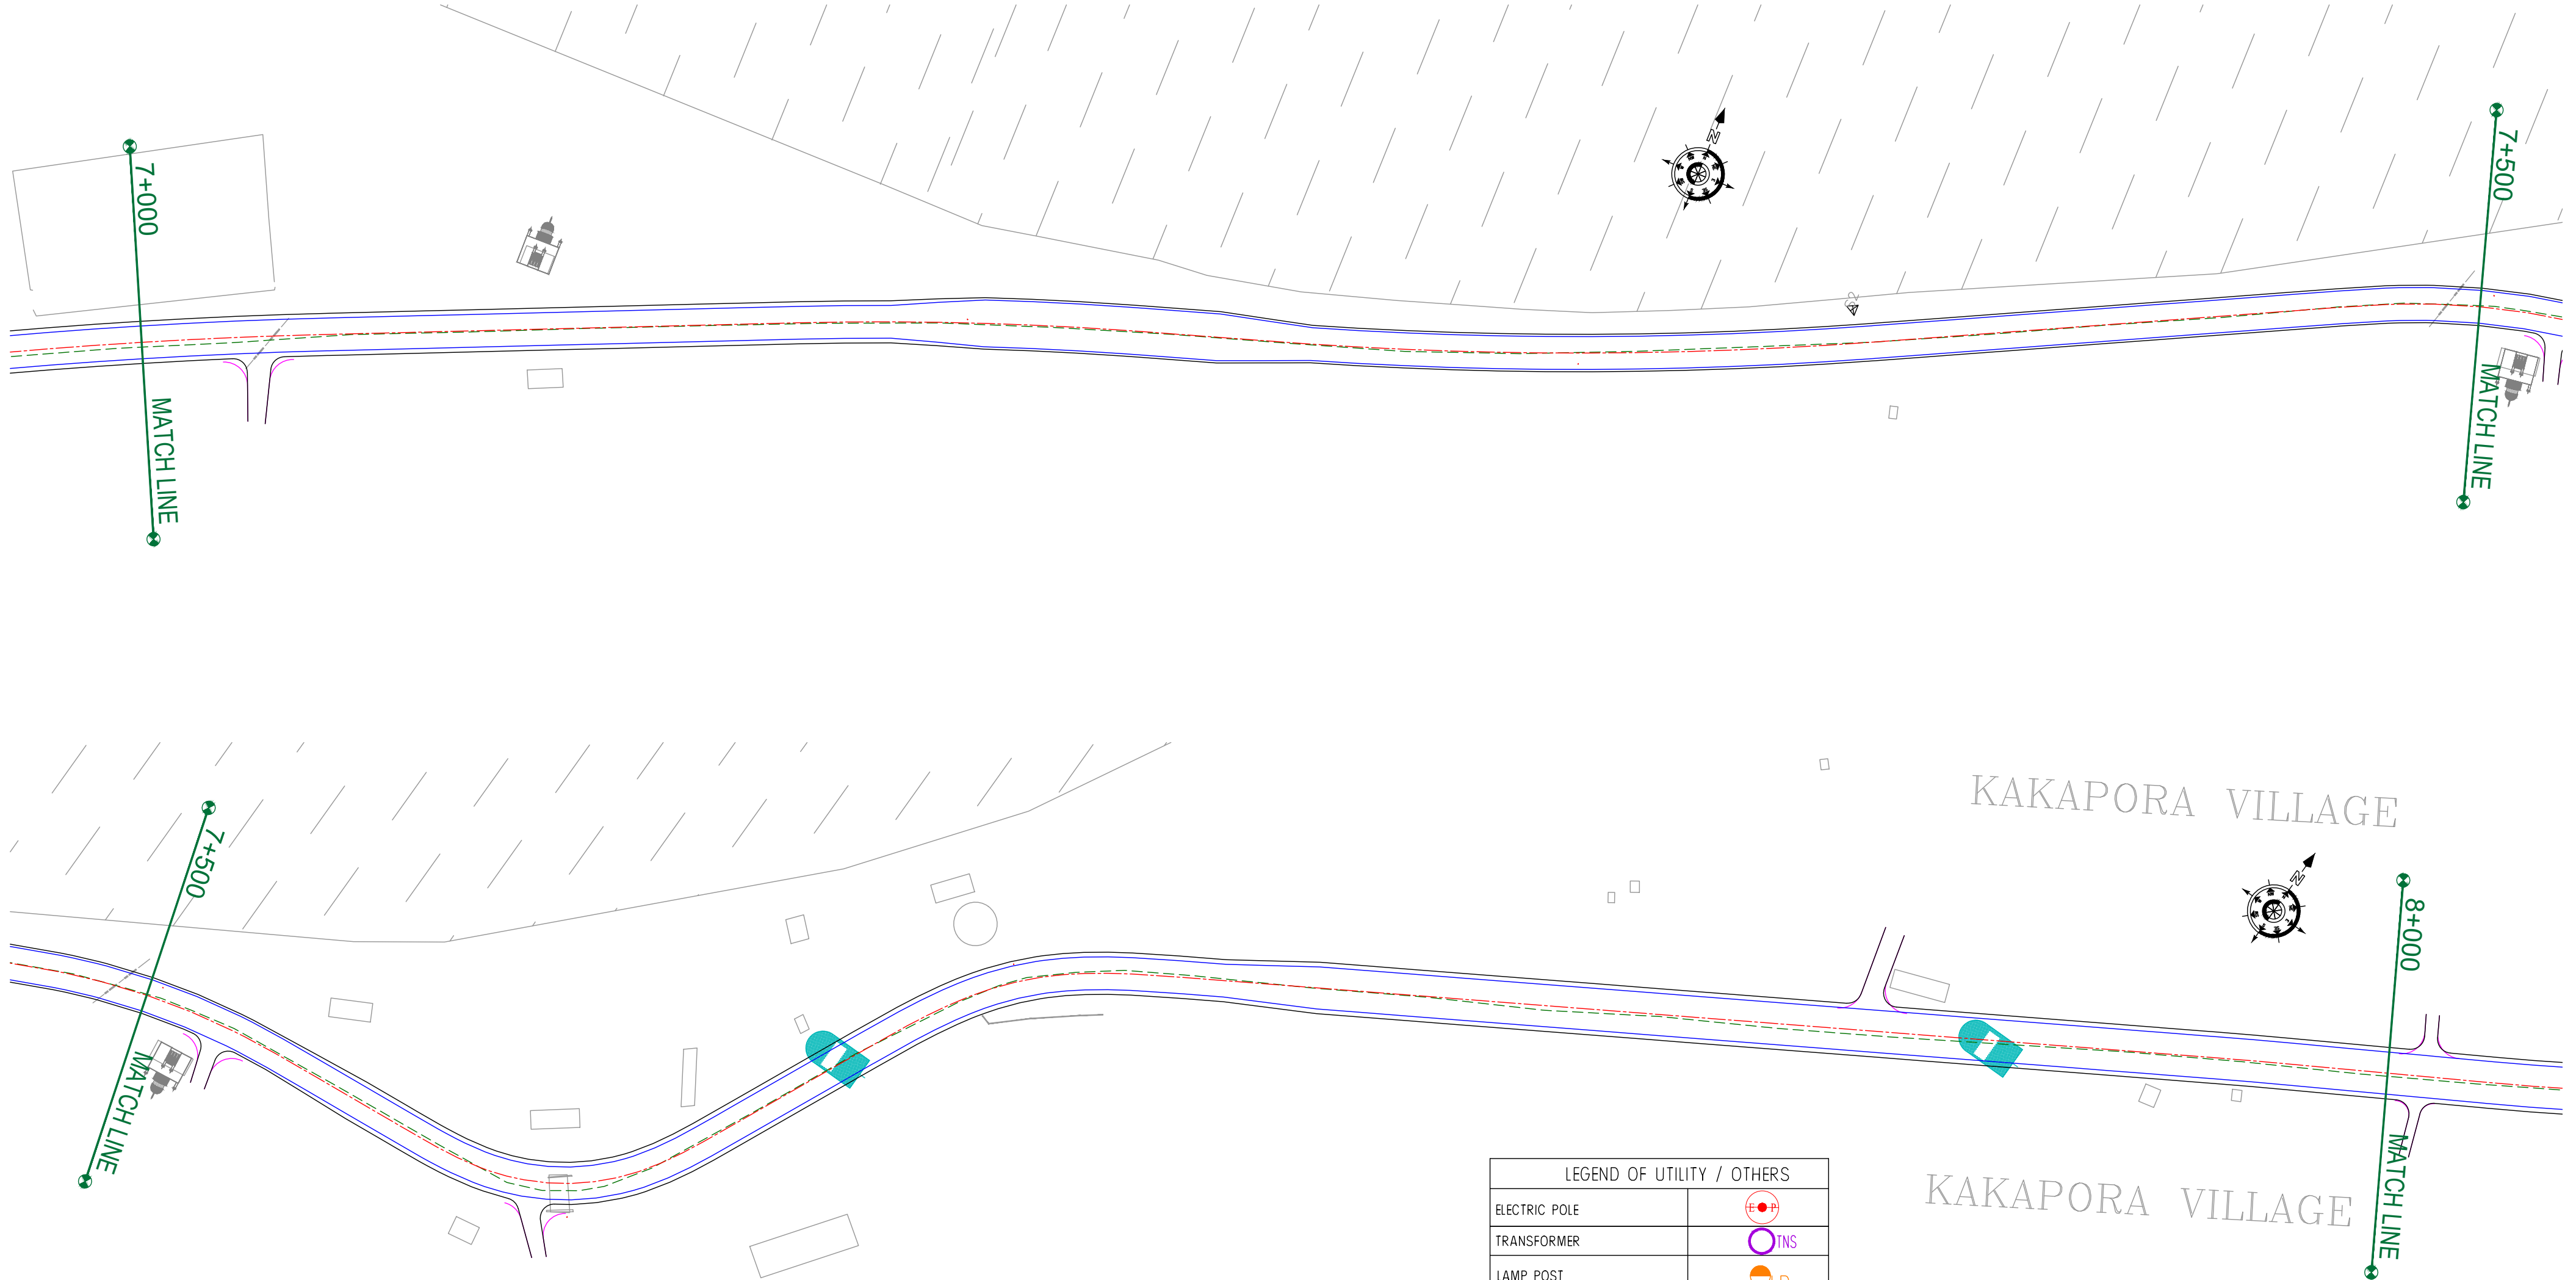 N
7+000
7+500
MATCH LINE
MATCH LINE
KAKAPORA VILLAGE
7+500
N
8+000
MATCH LINE
MATCH LINE
KAKAPORA VILLAGE
LEGEND OF UTILITY / OTHERS
ELECTRIC POLE E P
TRANSFORMER TNS
LAMP POST